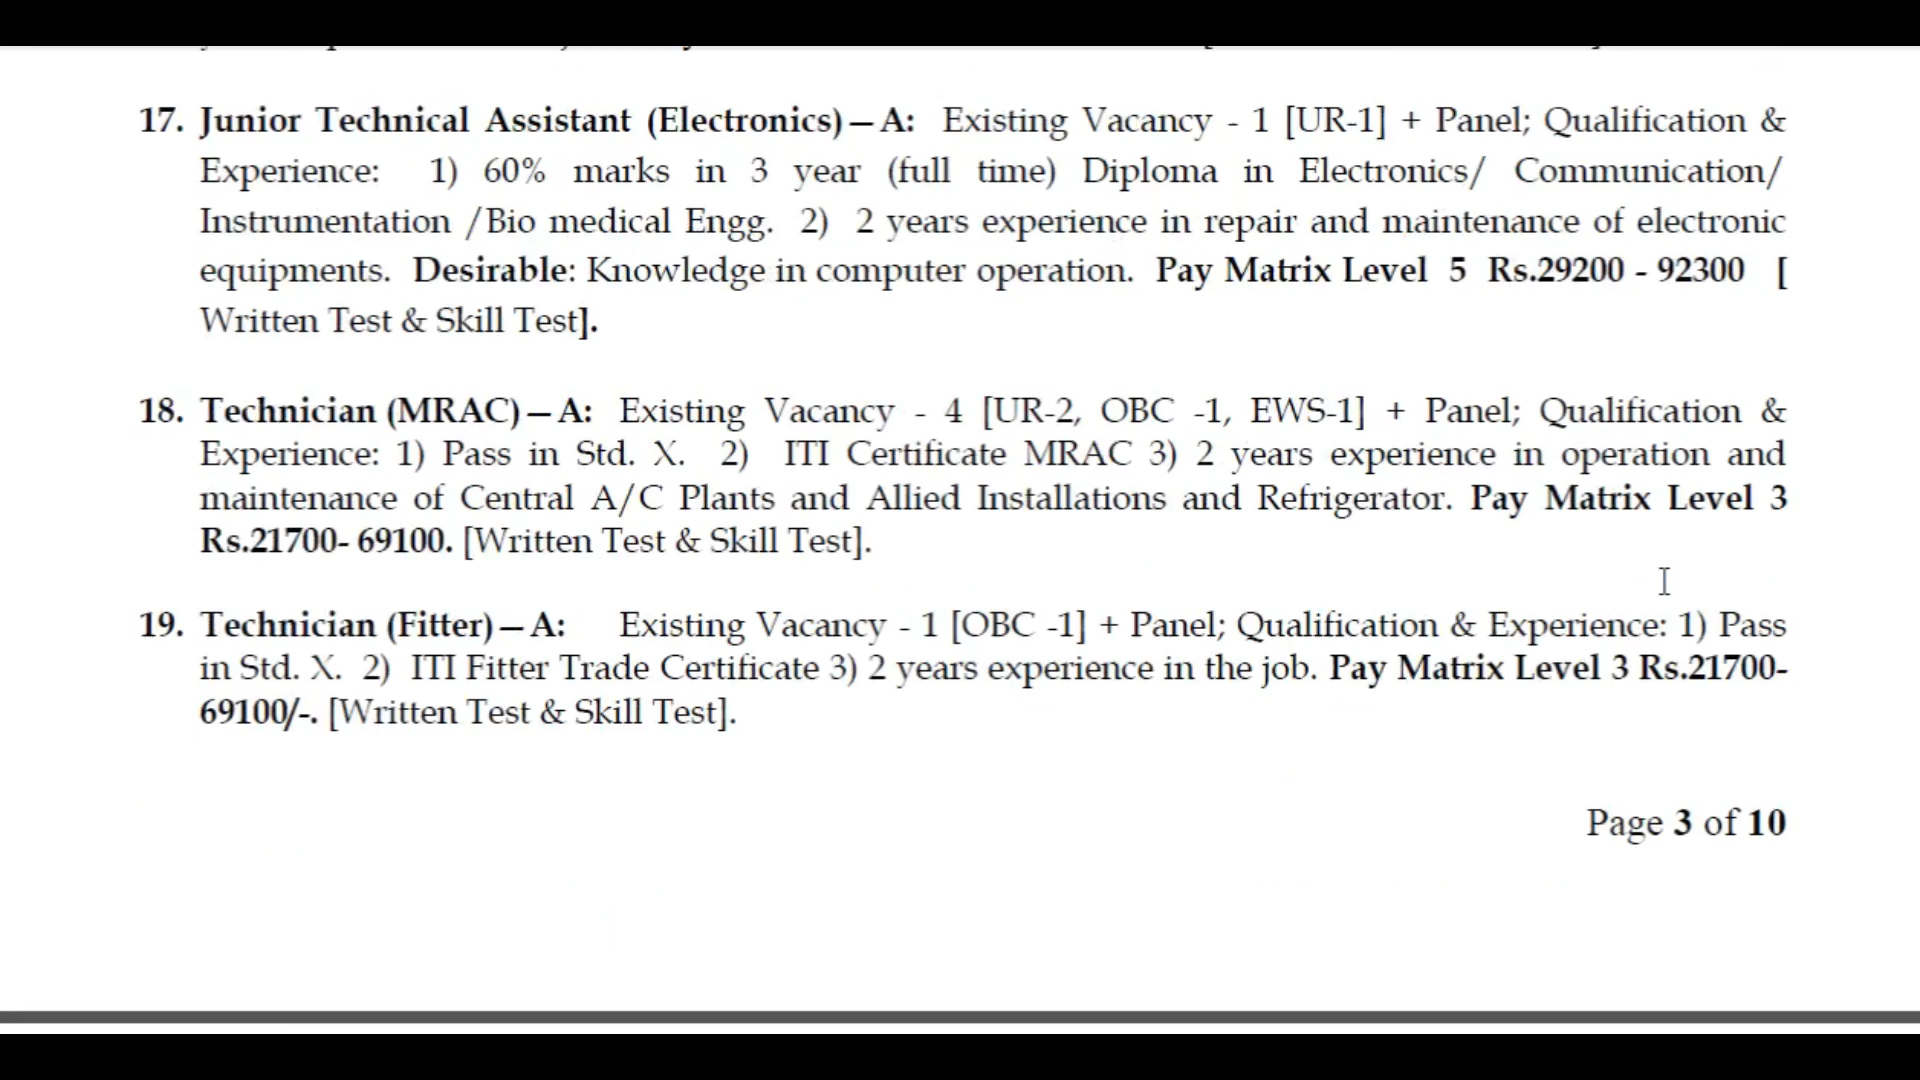 17. Junior Technical Assistant (Electronics) – A: Existing Vacancy - 1 [UR-1] + Panel; Qualification &
Experience: 1) 60% marks in 3 year (full time) Diploma in Electronics/ Communication/
Instrumentation /Bio medical Engg. 2) 2 years experience in repair and maintenance of electronic
equipments. Desirable: Knowledge in computer operation. Pay Matrix Level 5 Rs.29200 - 92300 [
Written Test & Skill Test].
18. Technician (MRAC) – A: Existing Vacancy - 4 [UR-2, OBC -1, EWS-1] + Panel; Qualification &
Experience: 1) Pass in Std. X. 2) ITI Certificate MRAC 3) 2 years experience in operation and
maintenance of Central A/C Plants and Allied Installations and Refrigerator. Pay Matrix Level 3
Rs.21700- 69100. [Written Test & Skill Test].
19. Technician (Fitter) – A: Existing Vacancy - 1 [OBC -1] + Panel; Qualification & Experience: 1) Pass
in Std. X. 2) ITI Fitter Trade Certificate 3) 2 years experience in the job. Pay Matrix Level 3 Rs.21700-
69100/-. [Written Test & Skill Test].
Page 3 of 10